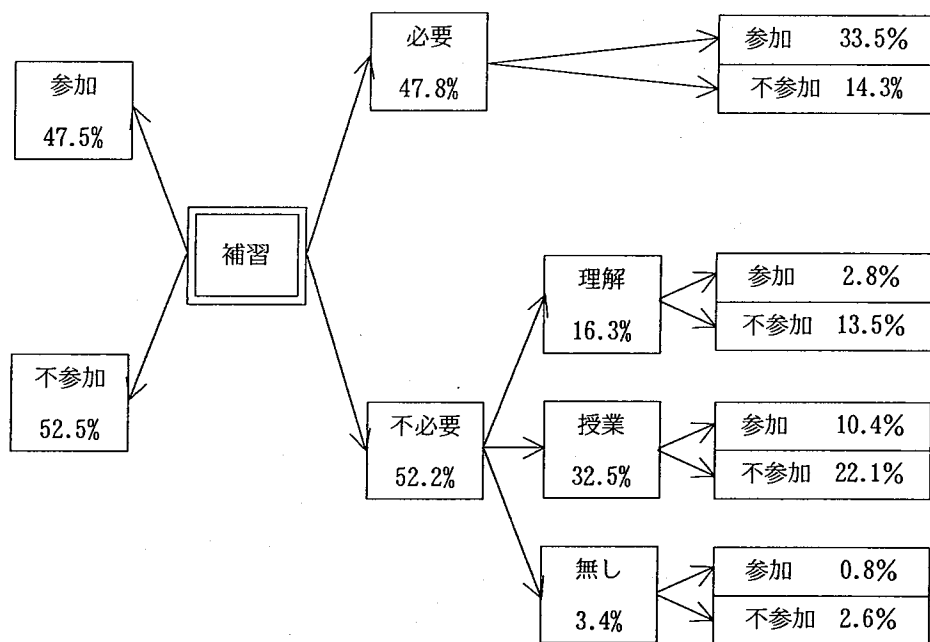 参加
47.5%
補習
不参加
52.5%
必要
47.8%
参加 33.5%
不参加 14.3%
不必要
52.2%
理解
16.3%
参加 2.8%
不参加 13.5%
授業
32.5%
参加 10.4%
不参加 22.1%
無し
3.4%
参加 0.8%
不参加 2.6%